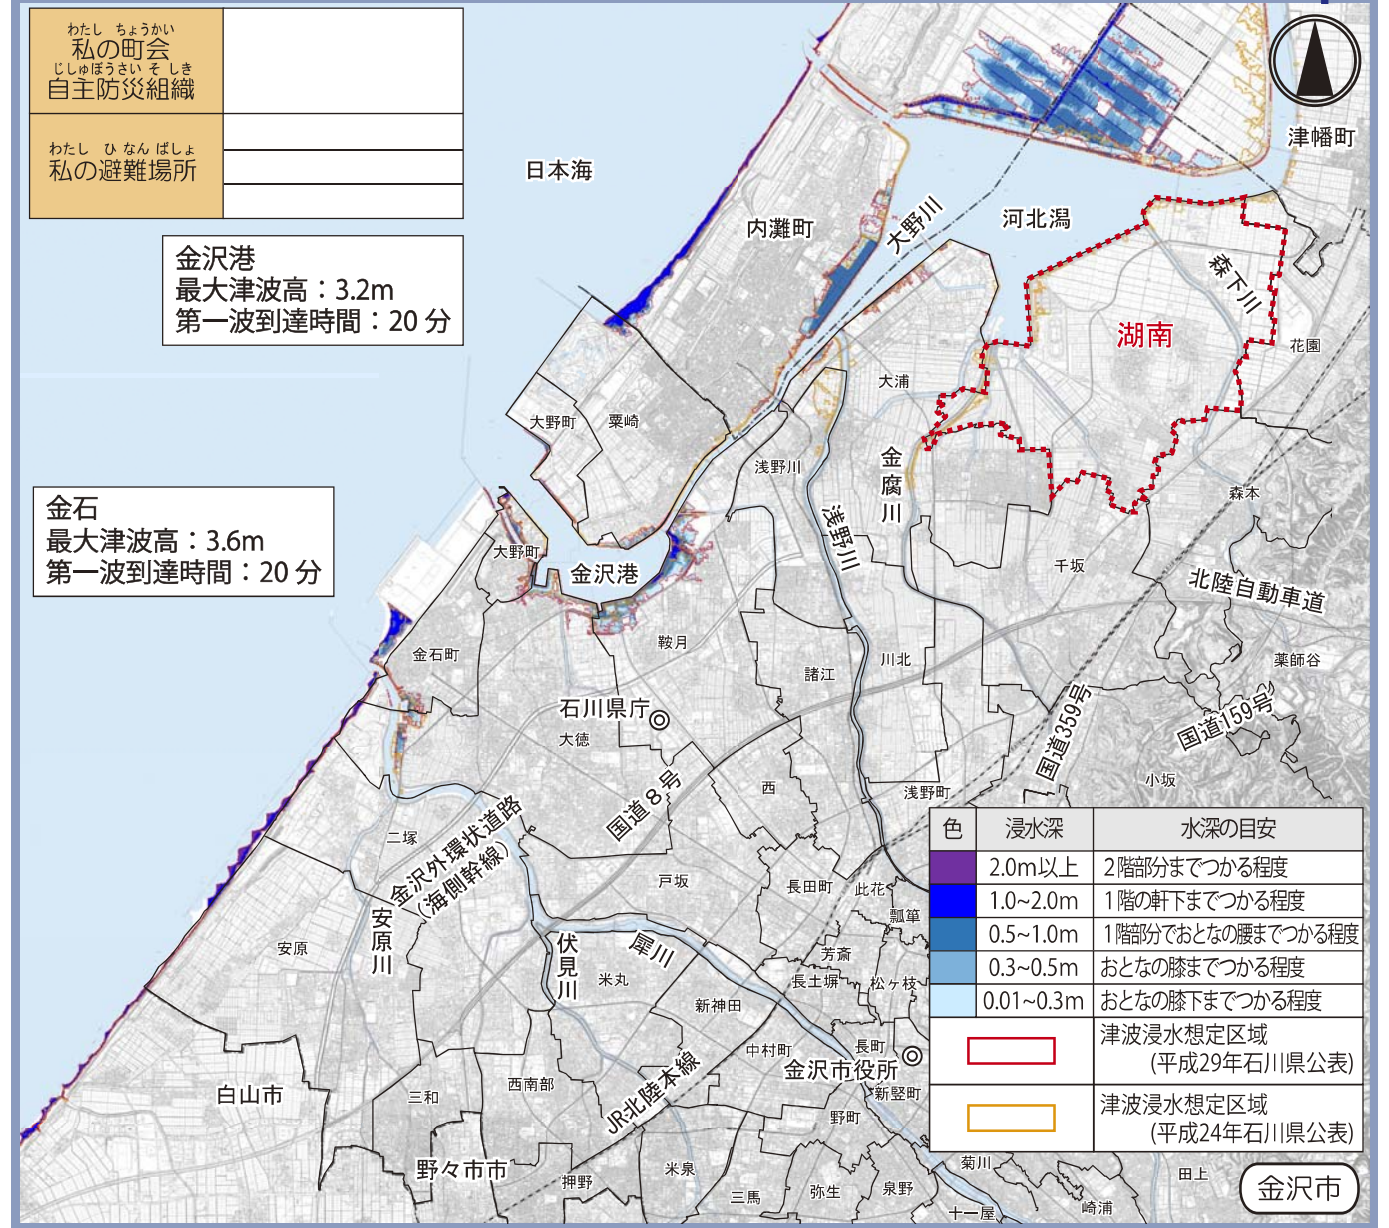 わたし ちょうかい
私の町会
じしゅぼうさい そ しき
自主防災組織
わたし ひ なん ばしょ
私の避難場所
金沢港
最大津波高：3.2m
第一波到達時間：20 分
金石
最大津波高：3.6m
第一波到達時間：20 分
日本海
津幡町
内灘町
大野川
河北潟
森下川
湖南
花園
大浦
大野町
粟崎
浅野川
金腐川
森本
浅野川
大野町
金沢港
千坂
北陸自動車道
金石町
鞍月
諸江
川北
薬師谷
石川県庁
大徳
国道359号
国道159号
国道８号
西
浅野町
小坂
二塚
金沢外環状道路
（海側幹線）
戸坂
長田町
此花
瓢箪
安原
安原川
伏見川
犀川
米丸
芳斎
長土塀
松ヶ枝
新神田
中村町
長町
金沢市役所
新竪町
白山市
三和
西南部
JR北陸本線
野町
野々市市
押野
米泉
三馬
弥生
泉野
菊川
十一屋
崎浦
田上
色 浸水深 水深の目安
2.0m以上 2階部分までつかる程度
1.0~2.0m 1階の軒下までつかる程度
0.5~1.0m 1階部分でおとなの腰までつかる程度
0.3~0.5m おとなの膝までつかる程度
0.01~0.3m おとなの膝下までつかる程度
津波浸水想定区域
(平成29年石川県公表)
津波浸水想定区域
(平成24年石川県公表)
金沢市